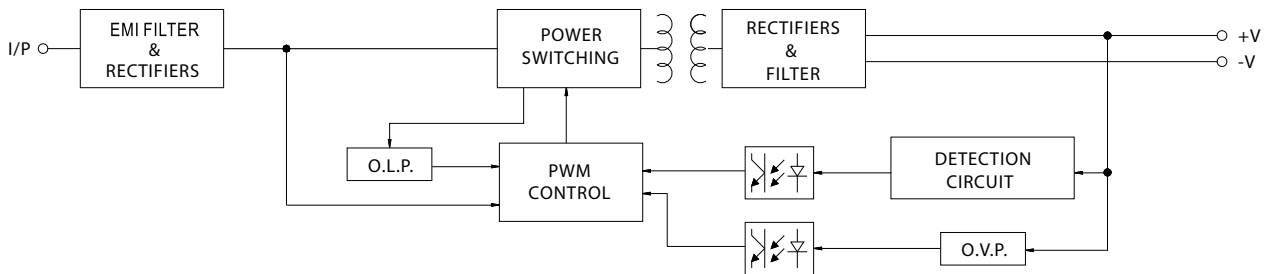 I/P
EMI FILTER
&
RECTIFIERS
POWER
SWITCHING
RECTIFIERS
&
FILTER
+V
-V
O.L.P.
PWM
CONTROL
DETECTION
CIRCUIT
O.V.P.